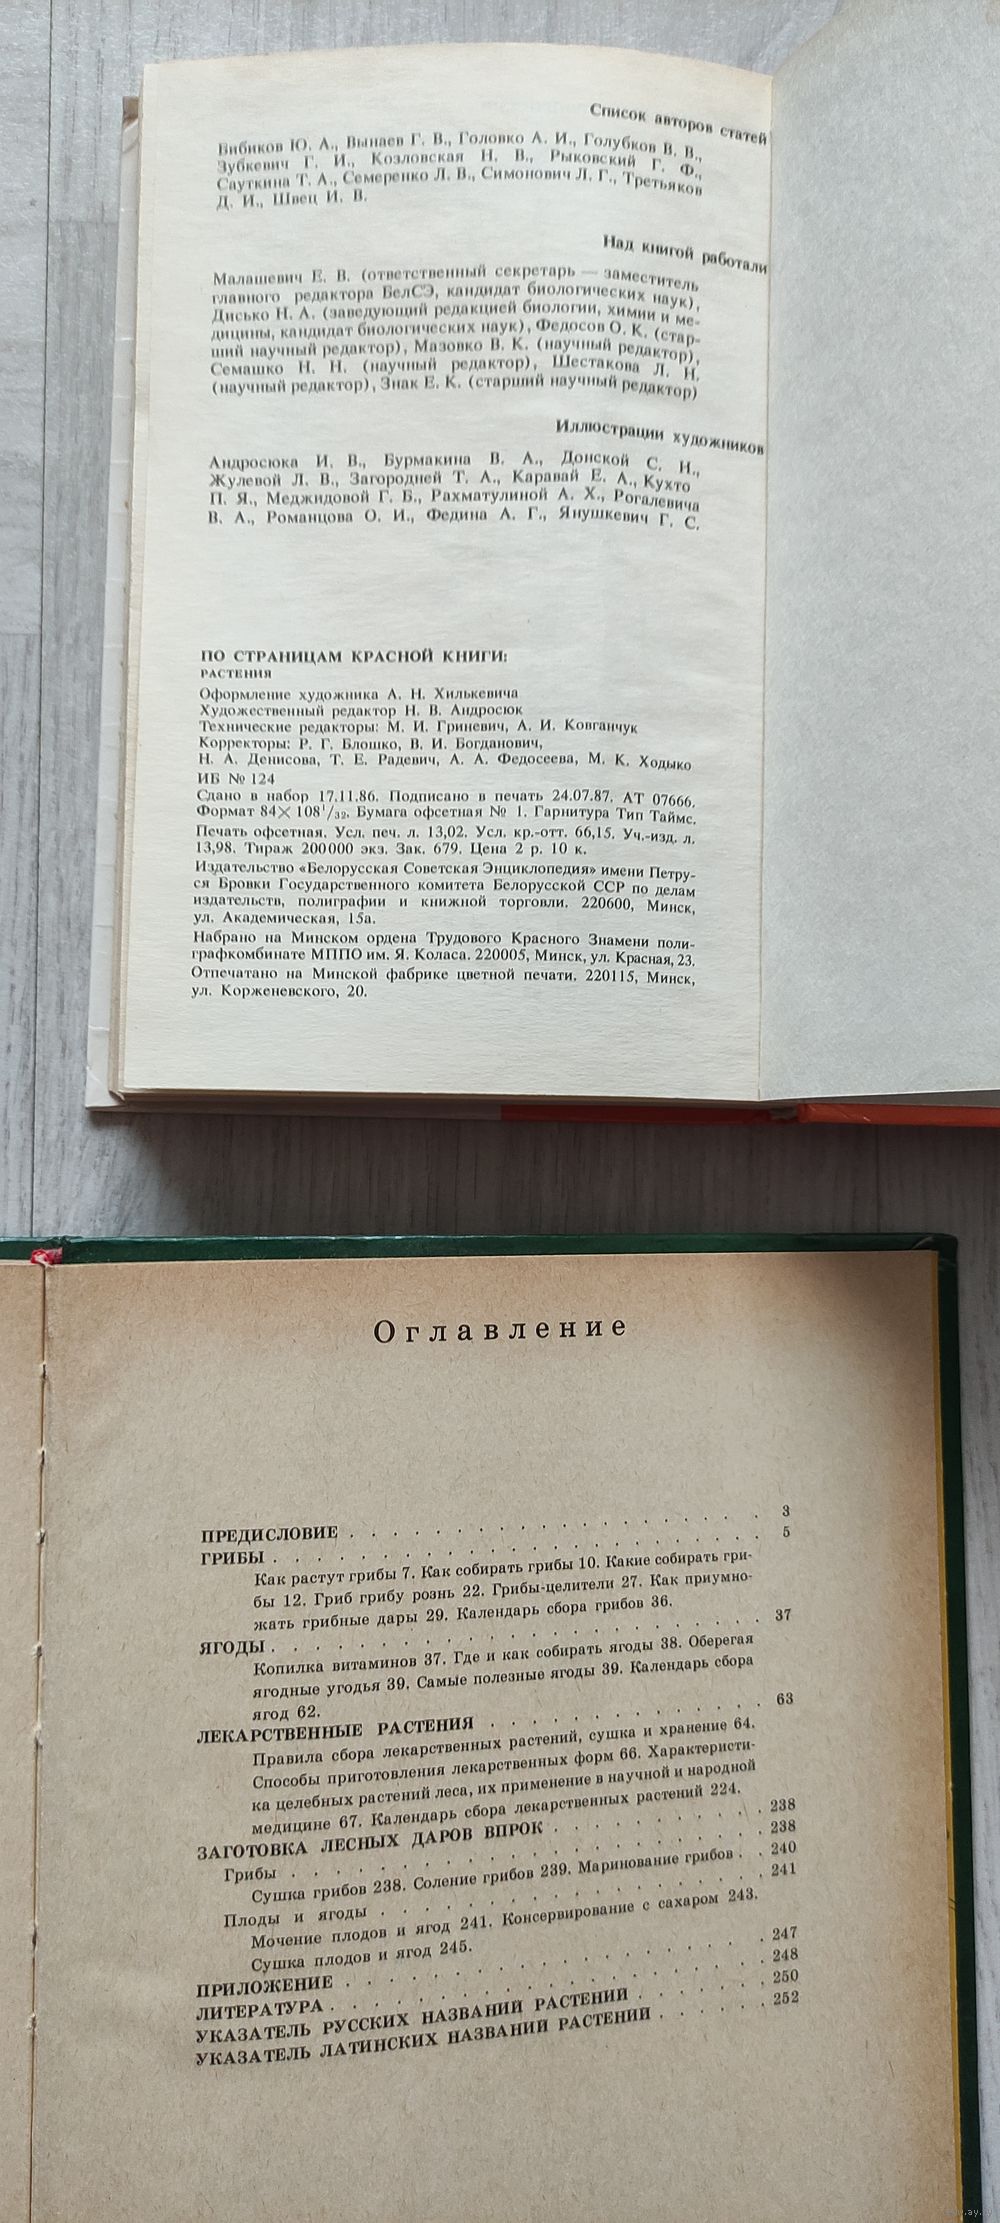 Список авторов статей
Бибиков Ю. А., Вынаев Г. В., Головко А. И., Голубков В. В.,
Зубкевич Г. И., Козловская Н. В., Рыковский Г. Ф.,
Сауткина Т. А., Семеренко Л. В., Симонович Л. Г., Третьяков
Д. И., Швец И. В.
Над книгой работали
Малашевич Е. В. (ответственный секретарь — заместитель
главного редактора БелСЭ, кандидат биологических наук),
Дисько Н. А. (заведующий редакцией биологии, химии и ме-
дицины, кандидат биологических наук), Федосов О. К. (стар-
ший научный редактор), Мазовко В. К. (научный редактор),
Семашко Н. Н. (научный редактор), Шестакова Л. Н.
(научный редактор), Знак Е. К. (старший научный редактор)
Иллюстрации художников
Андросюка И. В., Бурмакина В. А., Донской С. И.,
Жулевой Л. В., Загородней Т. А., Каравай Е. А., Кухто
П. Я., Меджидовой Г. Б., Рахматулиной А. Х., Рогалевича
В. А., Романцова О. И., Федина А. Г., Янушкевич Г. С.
ПО СТРАНИЦАМ КРАСНОЙ КНИГИ:
РАСТЕНИЯ
Оформление художника А. Н. Хилькевича
Художественный редактор Н. В. Андросюк
Технические редакторы: М. И. Гриневич, А. И. Ковганчук
Корректоры: Р. Г. Блошко, В. И. Богданович,
Н. А. Денисова, Т. Е. Радевич, А. А. Федосеева, М. К. Ходыко
ИБ № 124
Сдано в набор 17.11.86. Подписано в печать 24.07.87. АТ 07666.
Формат 84× 108¹/₃₂. Бумага офсетная № 1. Гарнитура Тип Таймс.
Печать офсетная. Усл. печ. л. 13,02. Усл. кр.-отт. 66,15. Уч.-изд. л.
13,98. Тираж 200000 экз. Зак. 679. Цена 2 р. 10 к.
Издательство «Белорусская Советская Энциклопедия» имени Петру-
ся Бровки Государственного комитета Белорусской ССР по делам
издательств, полиграфии и книжной торговли. 220600, Минск,
ул. Академическая, 15а.
Набрано на Минском ордена Трудового Красного Знамени поли-
графкомбинате МППО им. Я. Коласа. 220005, Минск, ул. Красная, 23.
Отпечатано на Минской фабрике цветной печати. 220115, Минск,
ул. Корженевского, 20.
Оглавление
ПРЕДИСЛОВИЕ . . . . . . . . . . . . . . . 3
ГРИБЫ . . . . . . . . . . . . . . . . . . 5
Как растут грибы 7. Как собирать грибы 10. Какие собирать гри-
бы 12. Гриб грибу рознь 22. Грибы-целители 27. Как приумно-
жать грибные дары 29. Календарь сбора грибов 36.
ЯГОДЫ . . . . . . . . . . . . . . . . . . 37
Копилка витаминов 37. Где и как собирать ягоды 38. Оберегая
ягодные угодья 39. Самые полезные ягоды 39. Календарь сбора
ягод 62.
ЛЕКАРСТВЕННЫЕ РАСТЕНИЯ . . . . . . . . . . 63
Правила сбора лекарственных растений, сушка и хранение 64.
Способы приготовления лекарственных форм 66. Характеристи-
ка целебных растений леса, их применение в научной и народной
медицине 67. Календарь сбора лекарственных растений 224.
ЗАГОТОВКА ЛЕСНЫХ ДАРОВ ВПРОК . . . . . . . . 238
Грибы . . . . . . . . . . . . . . . . . 238
Сушка грибов 238. Соление грибов 239. Маринование грибов . . 240
Плоды и ягоды . . . . . . . . . . . . . . 241
Мочение плодов и ягод 241. Консервирование с сахаром 243.
Сушка плодов и ягод 245.
ПРИЛОЖЕНИЕ . . . . . . . . . . . . . . . 247
ЛИТЕРАТУРА . . . . . . . . . . . . . . . 248
УКАЗАТЕЛЬ РУССКИХ НАЗВАНИЙ РАСТЕНИЙ . . . . . 250
УКАЗАТЕЛЬ ЛАТИНСКИХ НАЗВАНИЙ РАСТЕНИЙ . . . . 252